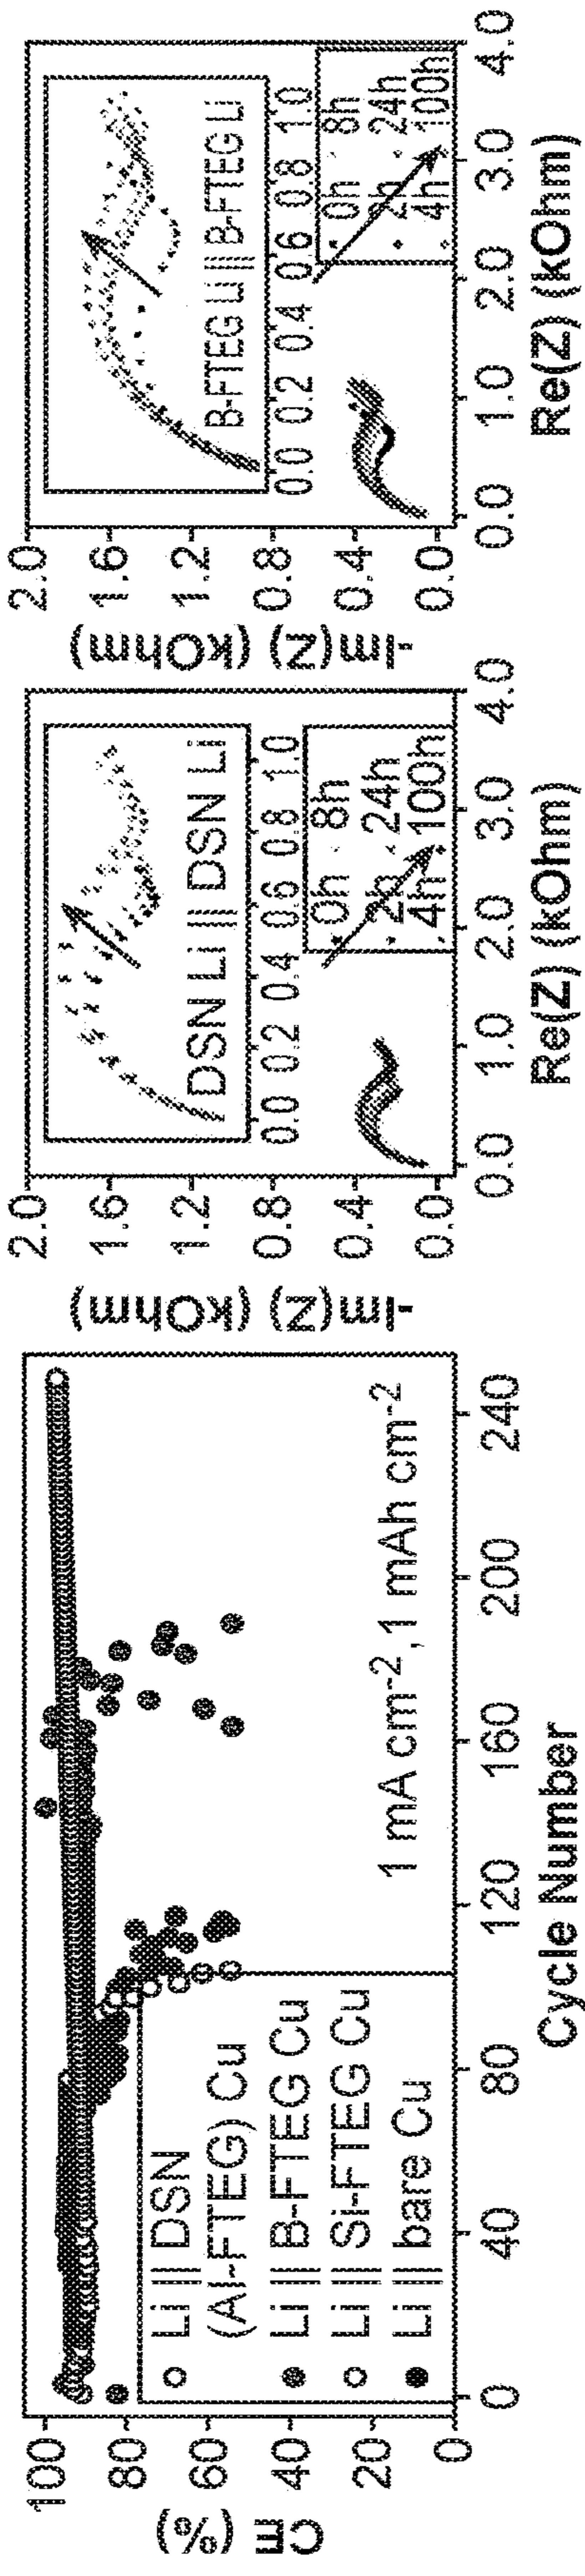 CE (%)
100
80
60
40
20
0
Li || DSN
(Al-FTEG) Cu
Li || B-FTEG Cu
Li || Si-FTEG Cu
Li || bare Cu
1 mA cm-2, 1 mAh cm-2
0 40 80 120 160 200 240
Cycle Number
-Im(Z) (kOhm)
2.0
1.6
1.2
0.8
0.4
0.0
DSN Li || DSN Li
0.0 0.2 0.4 0.6 0.8 1.0
0h 8h
2h 24h
4h 100h
0.0 1.0 2.0 3.0 4.0
Re(Z) (kOhm)
-Im(Z) (kOhm)
2.0
1.6
1.2
0.8
0.4
0.0
B-FTEG Li || B-FTEG Li
0.0 0.2 0.4 0.6 0.8 1.0
0h 8h
2h 24h
4h 100h
0.0 1.0 2.0 3.0 4.0
Re(Z) (kOhm)